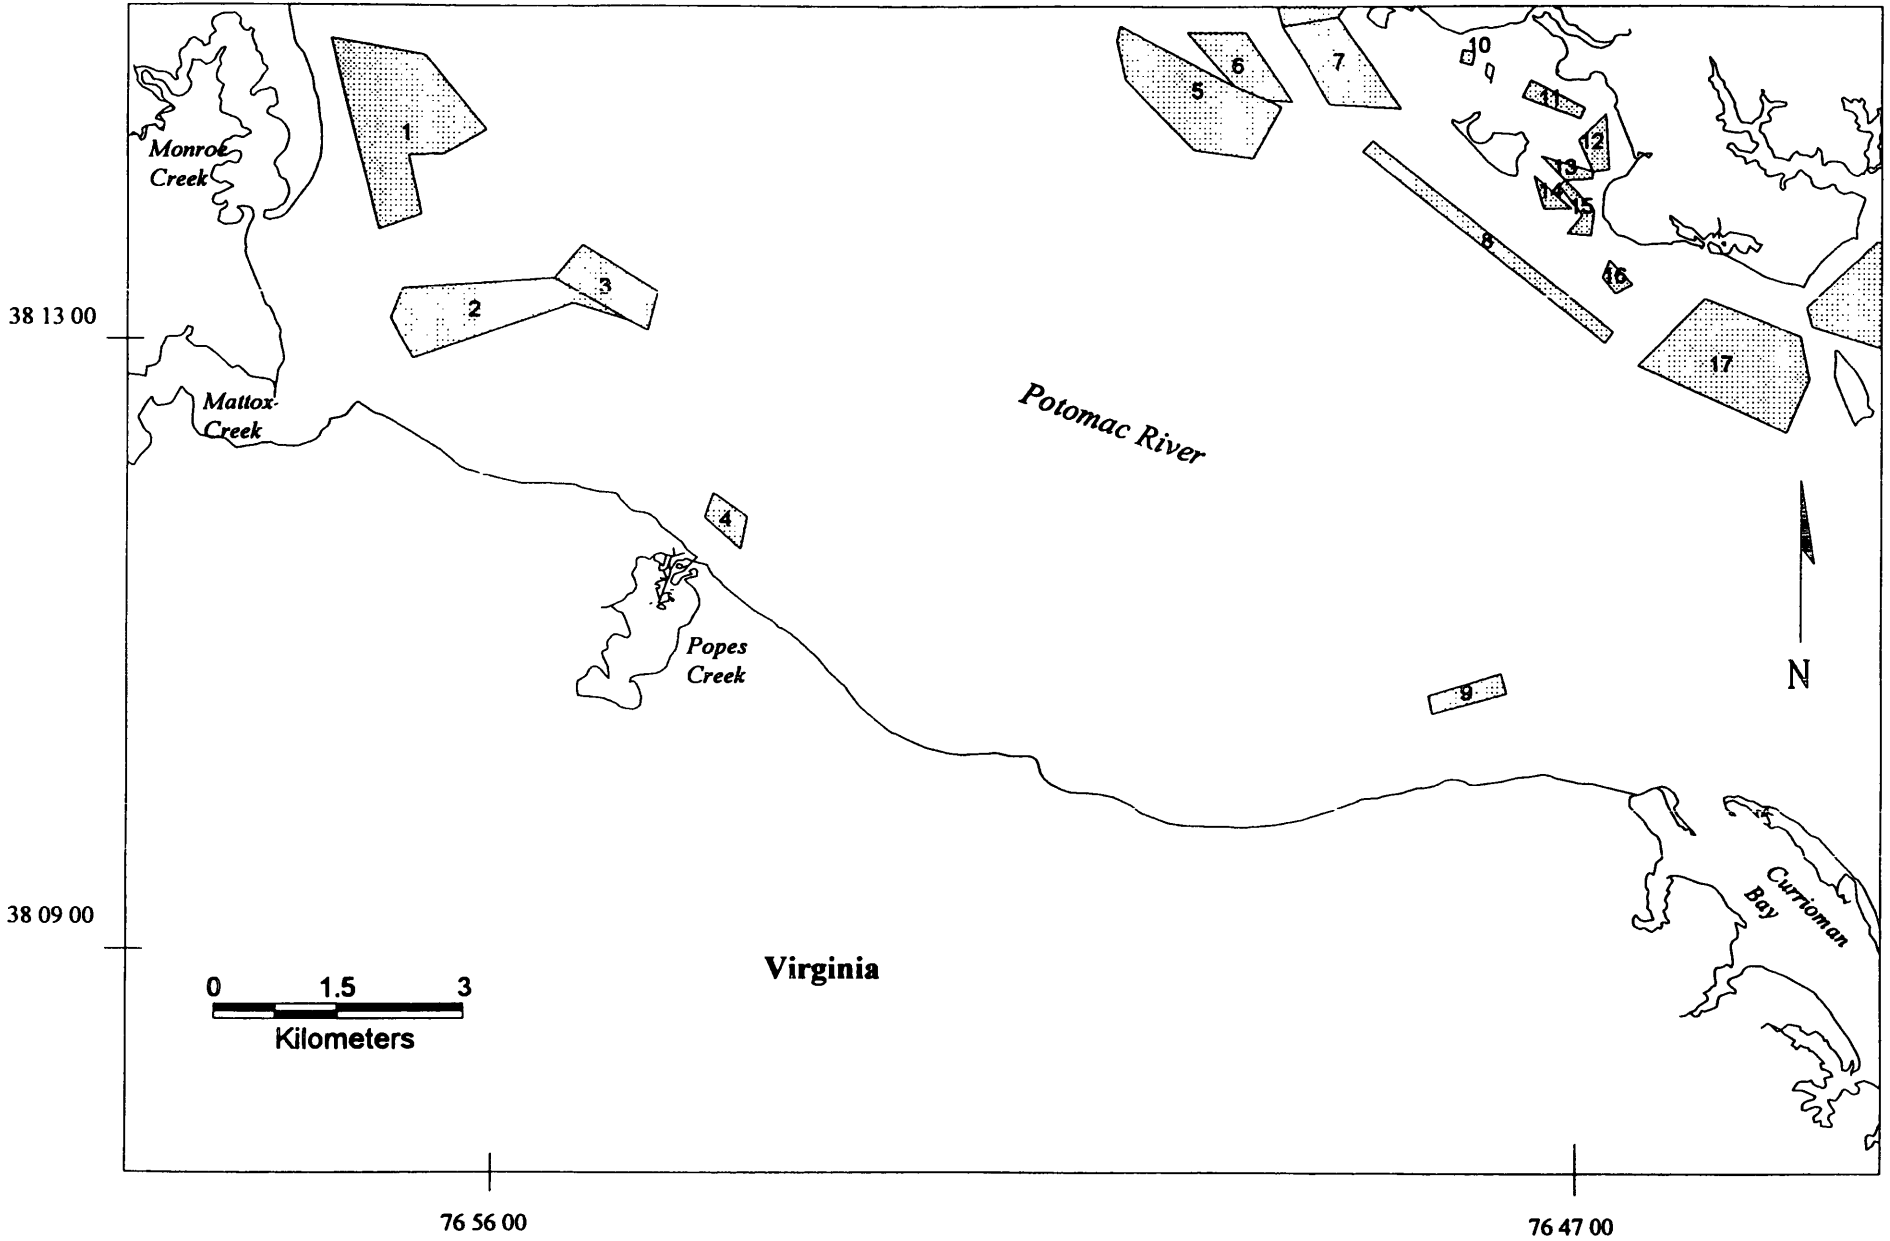 10
7
6
5
11
1
12
Monroe
Creek
13
14
15
8
16
3
2
38 13 00
17
Mattox
Creek
Potomac River
4
Popes
Creek
N
9
Currioman
Bay
38 09 00
Virginia
0 1.5 3
Kilometers
76 56 00
76 47 00